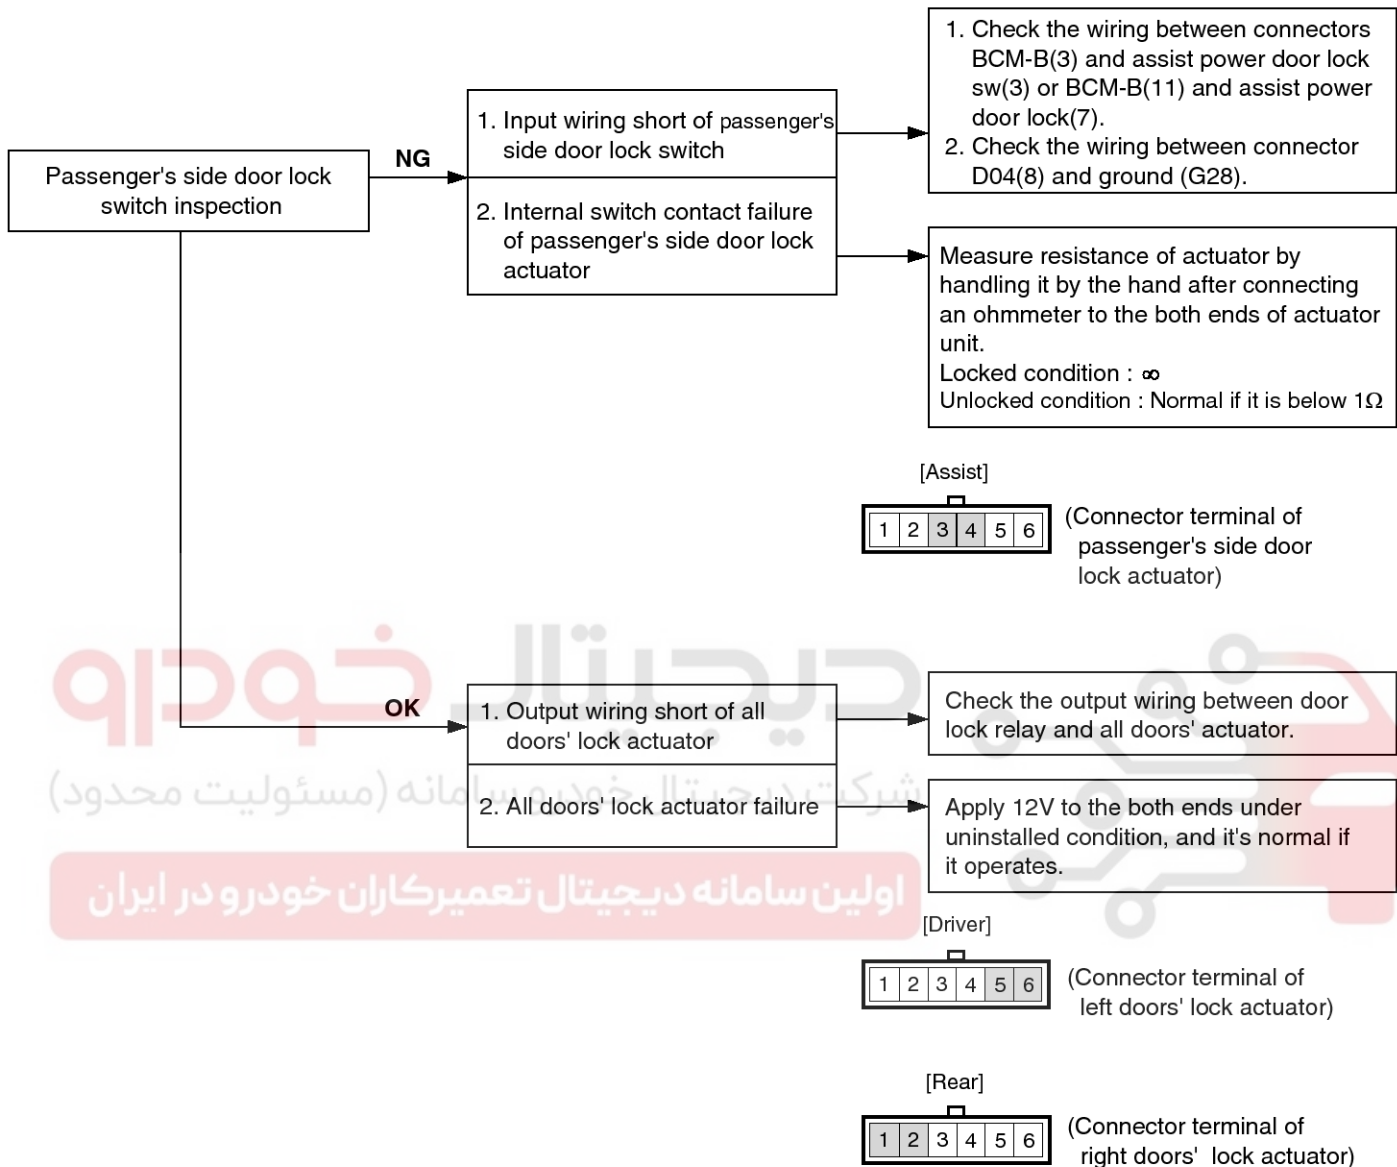 Passenger's side door lock
switch inspection
NG
1. Input wiring short of passenger's
side door lock switch
2. Internal switch contact failure
of passenger's side door lock
actuator
1. Check the wiring between connectors
BCM-B(3) and assist power door lock
sw(3) or BCM-B(11) and assist power
door lock(7).
2. Check the wiring between connector
D04(8) and ground (G28).
Measure resistance of actuator by
handling it by the hand after connecting
an ohmmeter to the both ends of actuator
unit.
Locked condition : ∞
Unlocked condition : Normal if it is below 1Ω
[Assist]
1 2 3 4 5 6
(Connector terminal of
passenger's side door
lock actuator)
دیجیتال خودرو
شرکت دیجیتال خودرو سامانه (مسئولیت محدود)
اولین سامانه دیجیتال تعمیرکاران خودرو در ایران
OK
1. Output wiring short of all
doors' lock actuator
2. All doors' lock actuator failure
Check the output wiring between door
lock relay and all doors' actuator.
Apply 12V to the both ends under
uninstalled condition, and it's normal if
it operates.
[Driver]
1 2 3 4 5 6
(Connector terminal of
left doors' lock actuator)
[Rear]
1 2 3 4 5 6
(Connector terminal of
right doors' lock actuator)